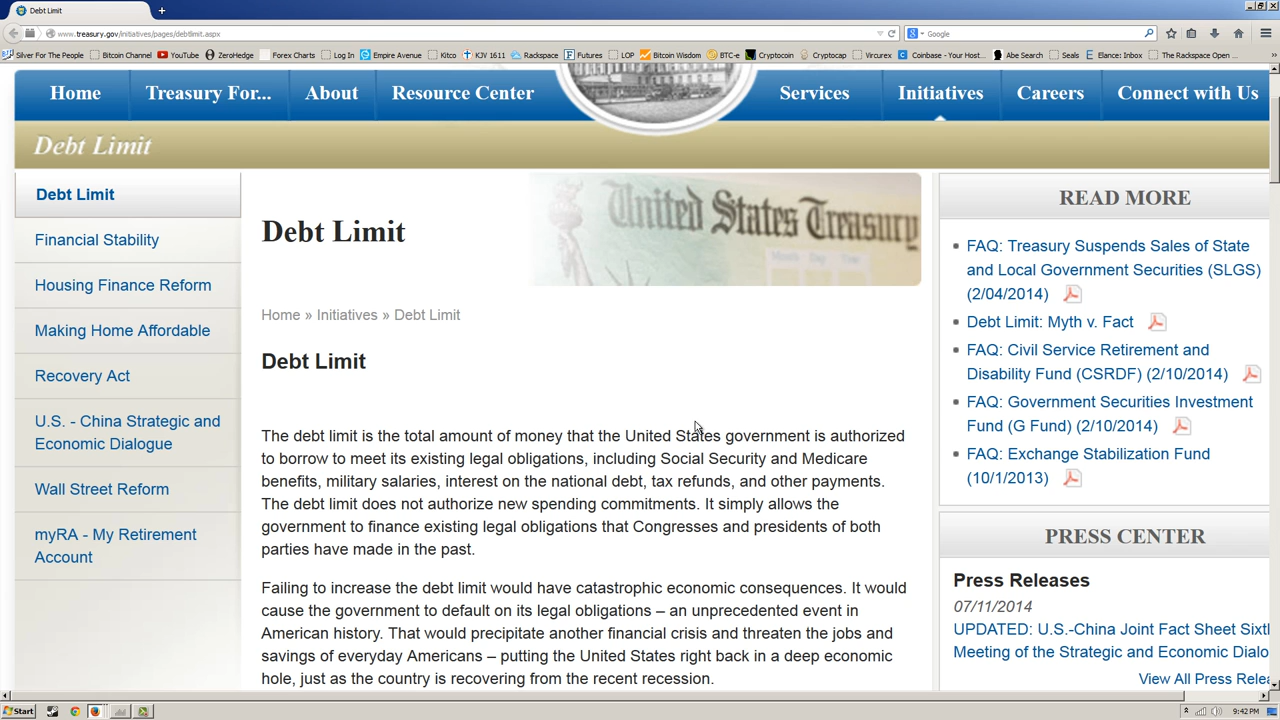 Debt Limit
www.treasury.gov/initiatives/pages/debtlimit.aspx
Google
Silver For The People
Bitcoin Channel
YouTube
ZeroHedge
Forex Charts
Log In
Empire Avenue
Kitco
KJV 1611
Rackspace
Futures
LOP
Bitcoin Wisdom
BTC-e
Cryptocoin
Cryptocap
Vircurex
Coinbase - Your Host...
Abe Search
Seals
Elance: Inbox
The Rackspace Open ...
Home
Treasury For...
About
Resource Center
Services
Initiatives
Careers
Connect with Us
Debt Limit
Debt Limit
Financial Stability
Housing Finance Reform
Making Home Affordable
Recovery Act
U.S. - China Strategic and
Economic Dialogue
Wall Street Reform
myRA - My Retirement
Account
Debt Limit
United States Treasury
Month Day Year
Home » Initiatives » Debt Limit
Debt Limit
The debt limit is the total amount of money that the United States government is authorized
to borrow to meet its existing legal obligations, including Social Security and Medicare
benefits, military salaries, interest on the national debt, tax refunds, and other payments.
The debt limit does not authorize new spending commitments. It simply allows the
government to finance existing legal obligations that Congresses and presidents of both
parties have made in the past.
Failing to increase the debt limit would have catastrophic economic consequences. It would
cause the government to default on its legal obligations – an unprecedented event in
American history. That would precipitate another financial crisis and threaten the jobs and
savings of everyday Americans – putting the United States right back in a deep economic
hole, just as the country is recovering from the recent recession.
READ MORE
FAQ: Treasury Suspends Sales of State
and Local Government Securities (SLGS)
(2/04/2014)
Debt Limit: Myth v. Fact
FAQ: Civil Service Retirement and
Disability Fund (CSRDF) (2/10/2014)
FAQ: Government Securities Investment
Fund (G Fund) (2/10/2014)
FAQ: Exchange Stabilization Fund
(10/1/2013)
PRESS CENTER
Press Releases
07/11/2014
UPDATED: U.S.-China Joint Fact Sheet Sixt
Meeting of the Strategic and Economic Dialo
View All Press Relea
Start
9:42 PM